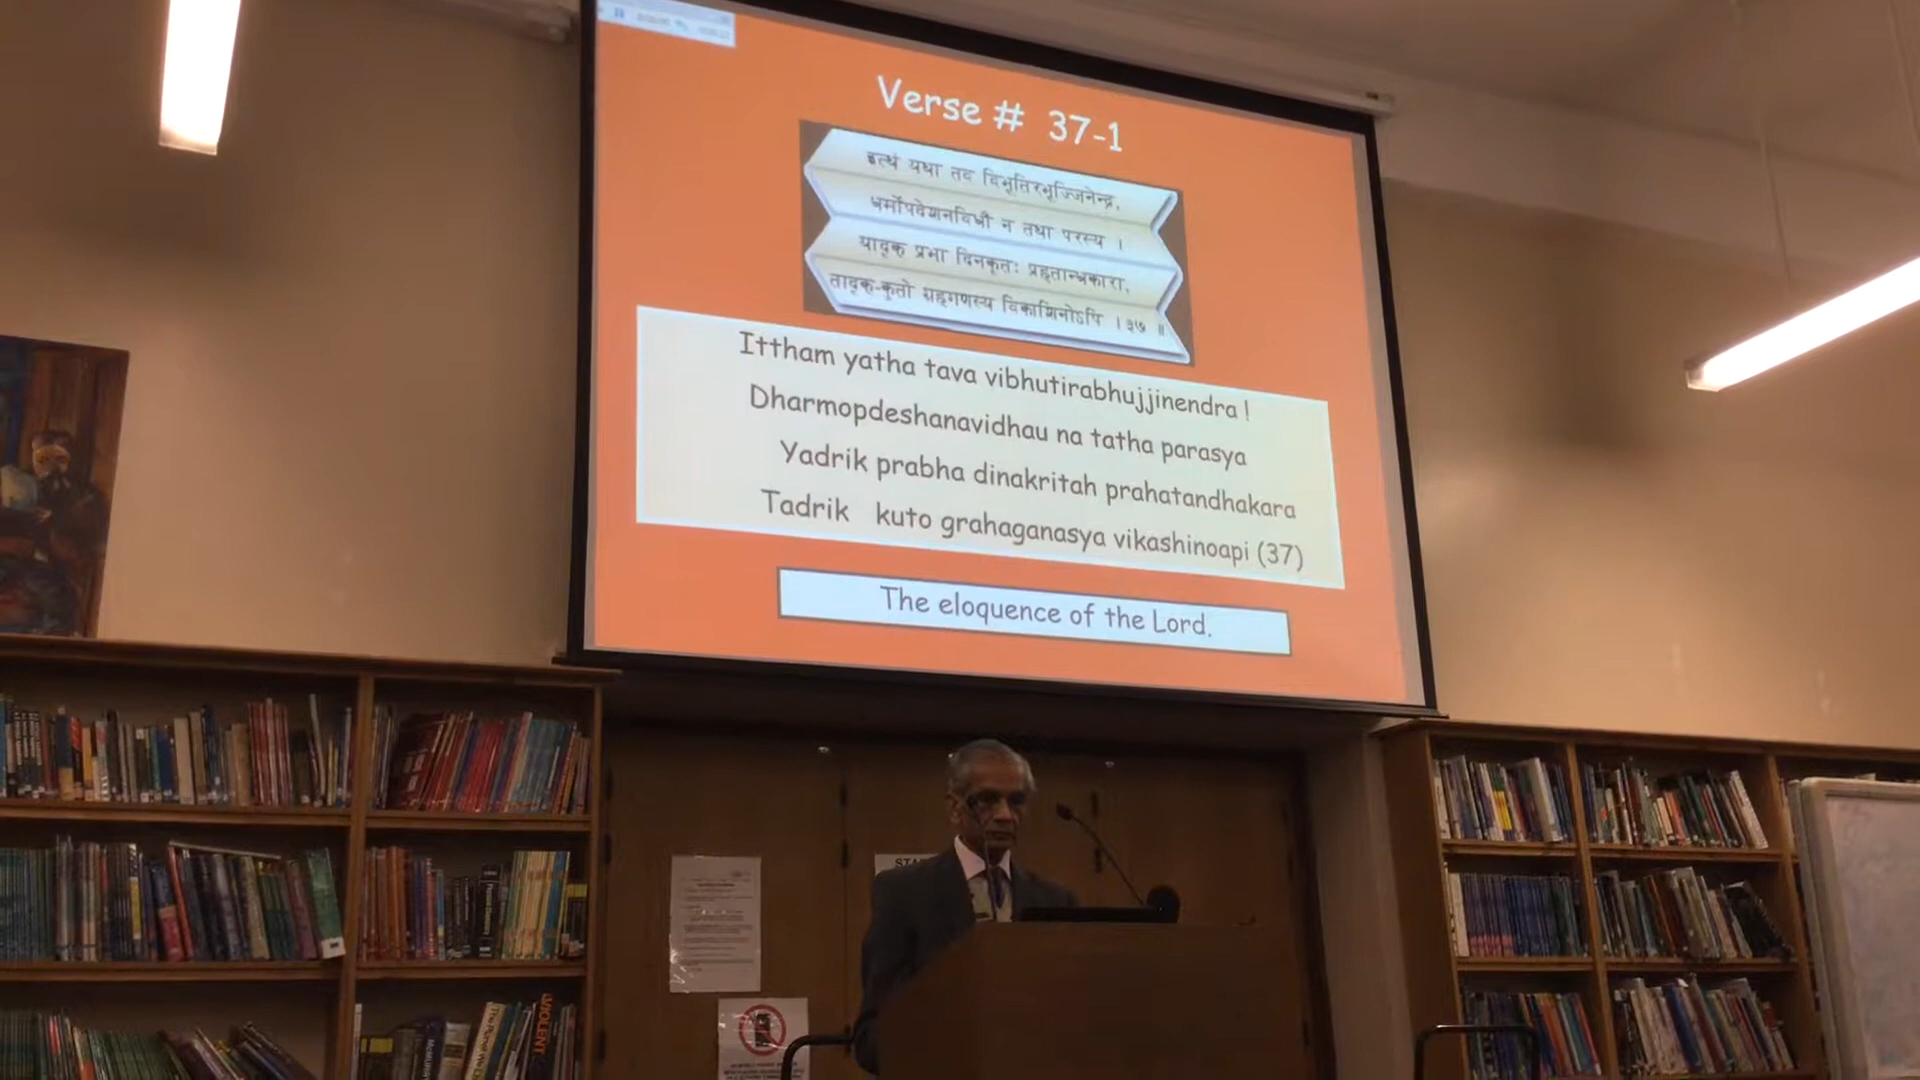 Verse # 37-1
इत्थं यथा तव विभूतिरभूज्जिनेन्द्र,
धर्मोपदेशनविधौ न तथा परस्य ।
यादृक् प्रभा दिनकृतः प्रहतान्धकारा,
तादृक्-कुतो ग्रहगणस्य विकाशिनोऽपि । ३७ ॥
Ittham yatha tava vibhutirabhujjinendra !
Dharmopdeshanavidhau na tatha parasya
Yadrik prabha dinakritah prahatandhakara
Tadrik kuto grahaganasya vikashinoapi (37)
The eloquence of the Lord.
VIOLENT